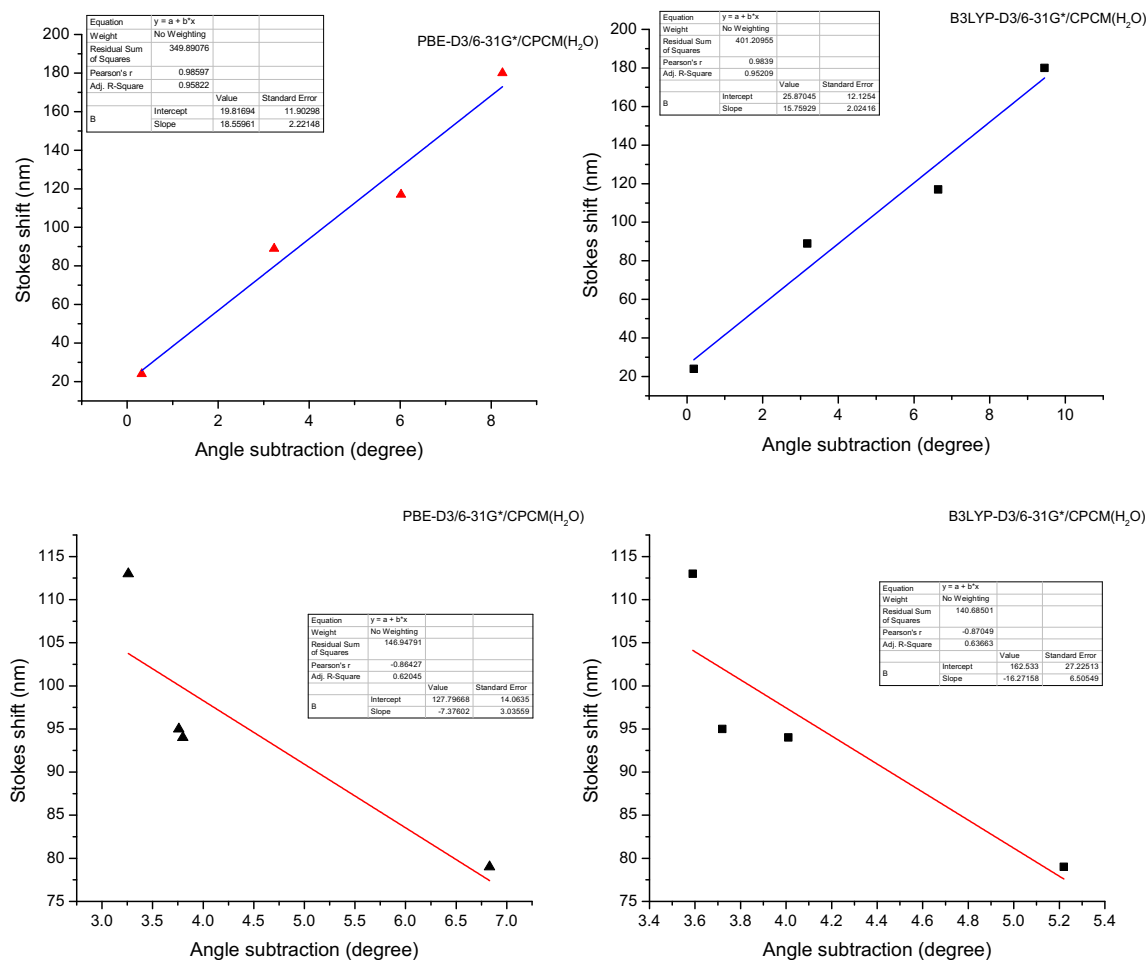 PBE-D3/6-31G*/CPCM(H2O)
Equation y = a + b*x
Weight No Weighting
Residual Sum of Squares 349.89076
Pearson's r 0.98597
Adj. R-Square 0.95822
Value Standard Error
B Intercept 19.81694 11.90298
Slope 18.55961 2.22148
200
180
160
140
120
100
80
60
40
20
Stokes shift (nm)
0 2 4 6 8
Angle subtraction (degree)
B3LYP-D3/6-31G*/CPCM(H2O)
Equation y = a + b*x
Weight No Weighting
Residual Sum of Squares 401.20955
Pearson's r 0.9839
Adj. R-Square 0.95209
Value Standard Error
B Intercept 25.87045 12.1254
Slope 15.75929 2.02416
200
180
160
140
120
100
80
60
40
20
Stokes shift (nm)
0 2 4 6 8 10
Angle subtraction (degree)
PBE-D3/6-31G*/CPCM(H2O)
Equation y = a + b*x
Weight No Weighting
Residual Sum of Squares 146.94791
Pearson's r -0.86427
Adj. R-Square 0.62045
Value Standard Error
B Intercept 127.79668 14.0635
Slope -7.37602 3.03559
115
110
105
100
95
90
85
80
75
Stokes shift (nm)
3.0 3.5 4.0 4.5 5.0 5.5 6.0 6.5 7.0
Angle subtraction (degree)
B3LYP-D3/6-31G*/CPCM(H2O)
Equation y = a + b*x
Weight No Weighting
Residual Sum of Squares 140.68501
Pearson's r -0.87049
Adj. R-Square 0.63663
Value Standard Error
B Intercept 162.533 27.22513
Slope -16.27158 6.50549
115
110
105
100
95
90
85
80
75
Stokes shift (nm)
3.4 3.6 3.8 4.0 4.2 4.4 4.6 4.8 5.0 5.2 5.4
Angle subtraction (degree)